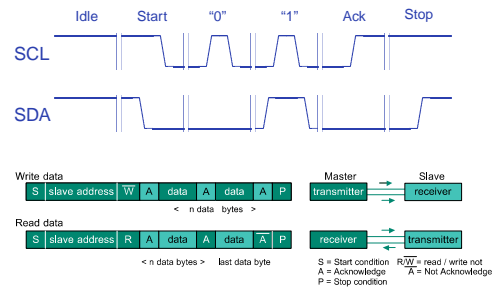 Idle Start "0" "1" Ack Stop
SCL
SDA
Write data
S slave address W̅ A data A data A P
< n data bytes >
Master Slave
transmitter receiver
Read data
S slave address R A data A data A̅ P
< n data bytes > last data byte
receiver transmitter
S = Start condition R/W̅ = read / write not
A = Acknowledge A̅ = Not Acknowledge
P = Stop condition